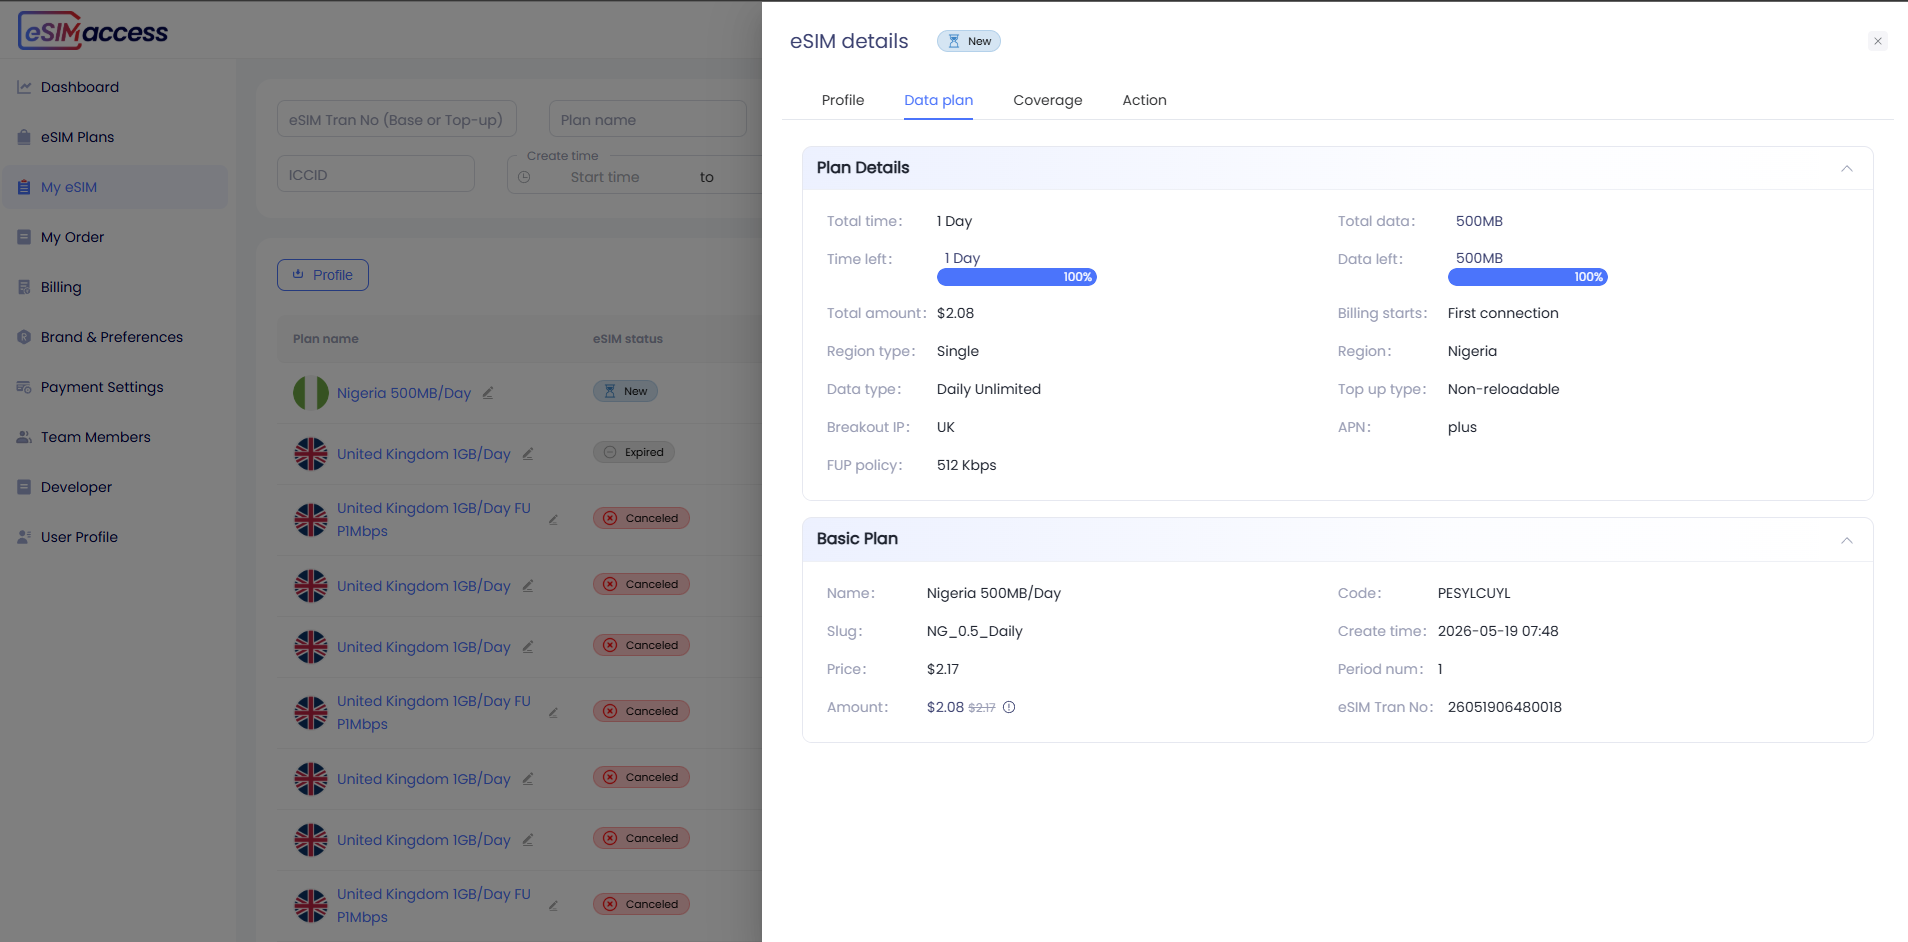 eSIMaccess
Dashboard
eSIM Plans
My eSIM
My Order
Billing
Brand & Preferences
Payment Settings
Team Members
Developer
User Profile
eSIM Tran No (Base or Top-up)
Plan name
ICCID
Create time
Start time
to
Profile
Plan name
eSIM status
Nigeria 500MB/Day
New
United Kingdom 1GB/Day
Expired
United Kingdom 1GB/Day FU
P1Mbps
Canceled
United Kingdom 1GB/Day
Canceled
United Kingdom 1GB/Day
Canceled
United Kingdom 1GB/Day FU
P1Mbps
Canceled
United Kingdom 1GB/Day
Canceled
United Kingdom 1GB/Day
Canceled
United Kingdom 1GB/Day FU
P1Mbps
Canceled
eSIM details
New
Profile
Data plan
Coverage
Action
Plan Details
Total time: 1 Day
Total data: 500MB
Time left: 1 Day
100%
Data left: 500MB
100%
Total amount: $2.08
Billing starts: First connection
Region type: Single
Region: Nigeria
Data type: Daily Unlimited
Top up type: Non-reloadable
Breakout IP: UK
APN: plus
FUP policy: 512 Kbps
Basic Plan
Name: Nigeria 500MB/Day
Code: PESYLCUYL
Slug: NG_0.5_Daily
Create time: 2026-05-19 07:48
Price: $2.17
Period num: 1
Amount: $2.08 $2.17
eSIM Tran No: 26051906480018